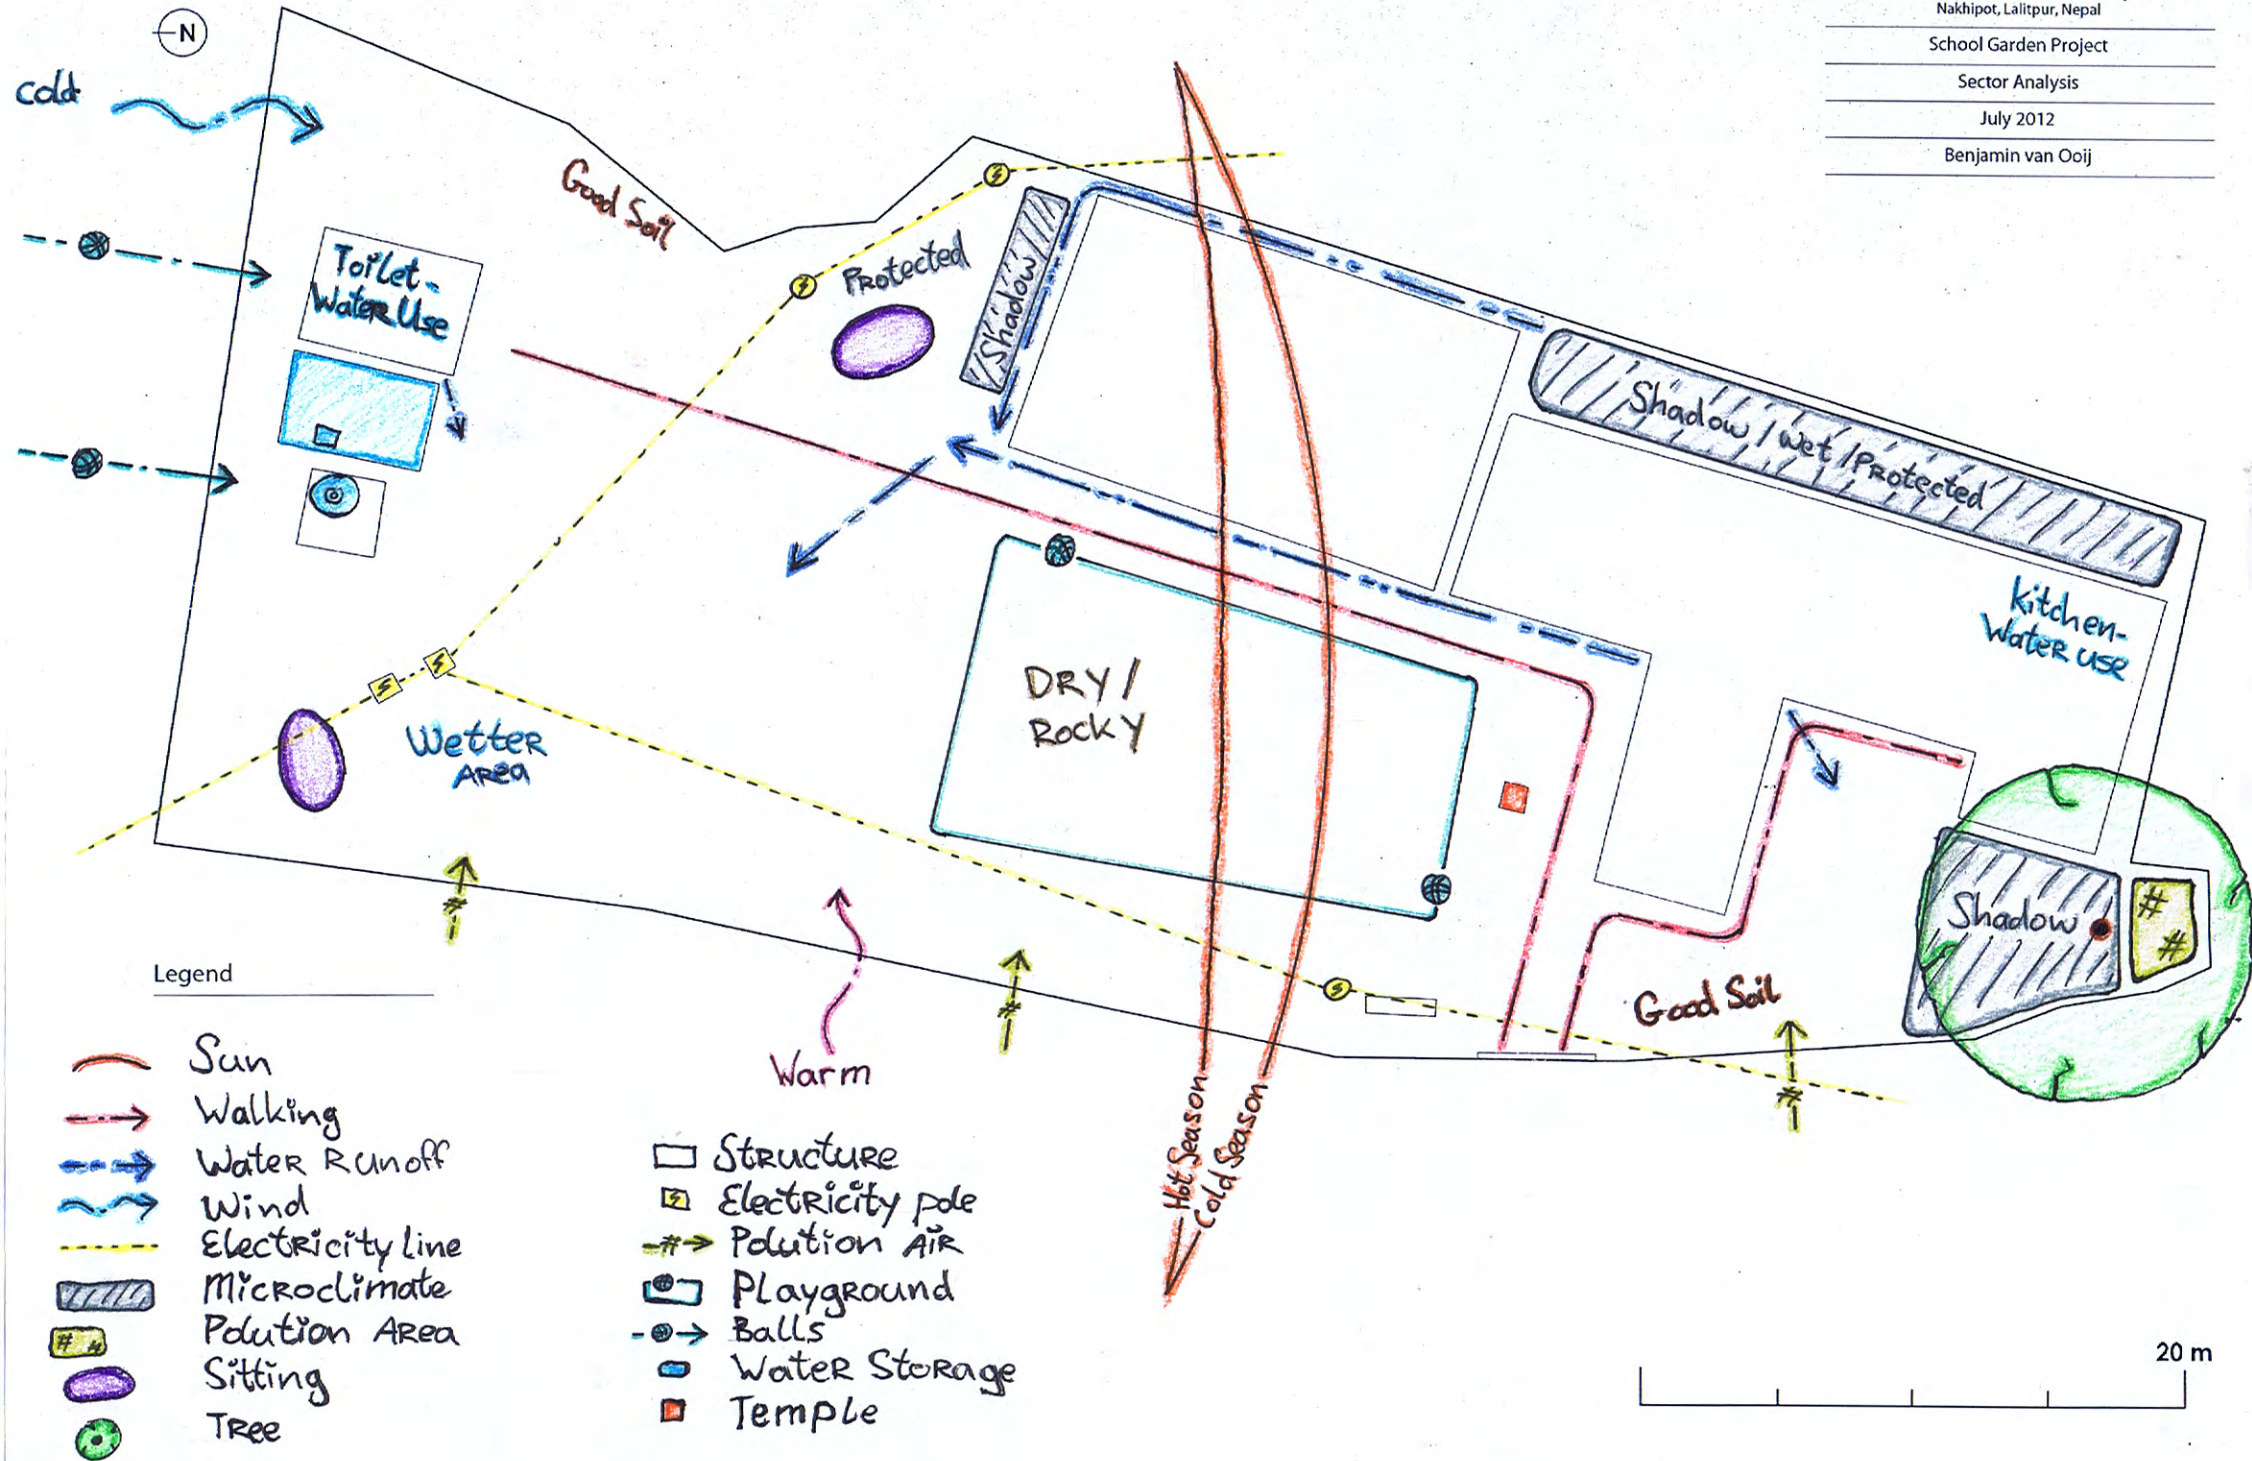 N
Nakhipot, Lalitpur, Nepal
School Garden Project
Sector Analysis
July 2012
Benjamin van Ooij
Cold
Good Soil
Toilet-
Water Use
Protected
Shadow
Shadow / Wet / Protected
Kitchen-
Water use
DRY /
Rocky
Wetter
Area
Shadow
#
#
Good Soil
#
#
#
Warm
Hot Season
Cold Season
Legend
Sun
Walking
Water Runoff
Wind
Electricity line
Microclimate
# #
Polution Area
Sitting
Tree
Structure
Electricity pole
#
Polution Air
Playground
Balls
Water Storage
Temple
20 m